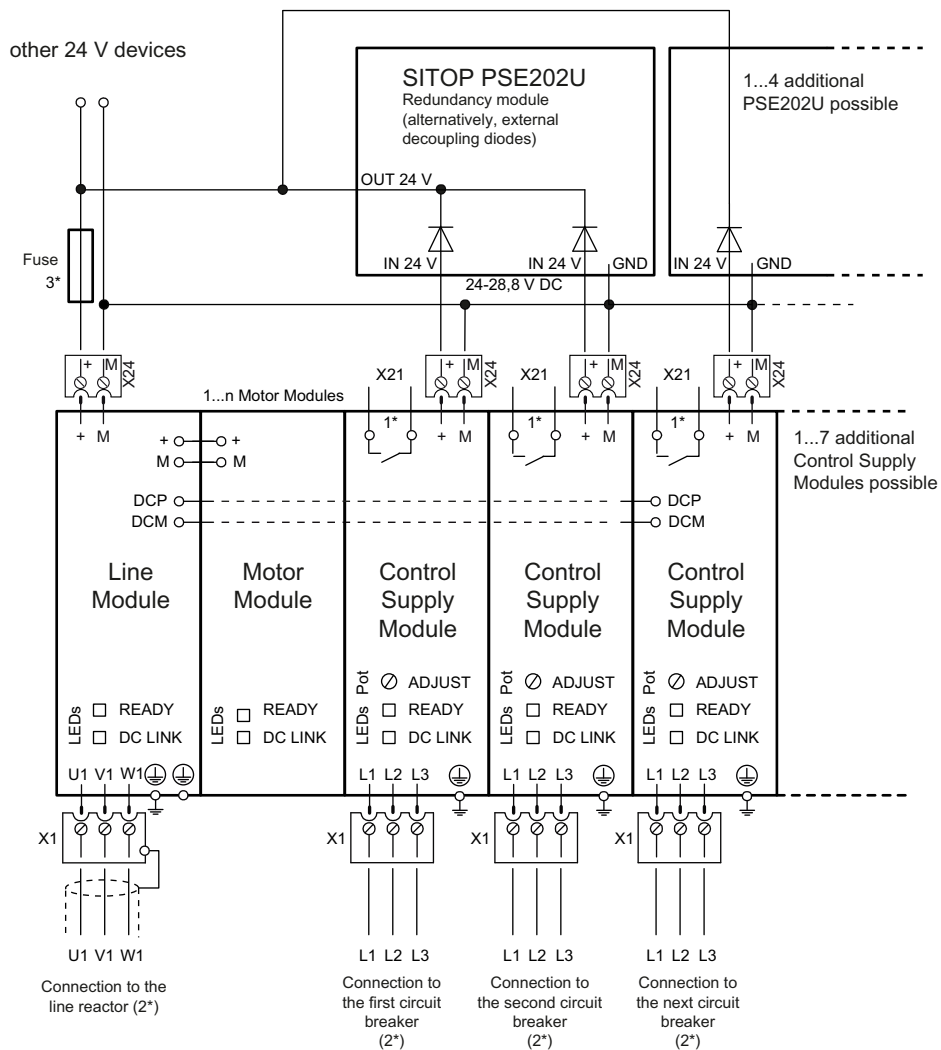 other 24 V devices
SITOP PSE202U
Redundancy module
(alternatively, external
decoupling diodes)
1...4 additional
PSE202U possible
OUT 24 V
Fuse
3*
IN 24 V
IN 24 V
GND
IN 24 V
GND
24-28,8 V DC
+ M
X24
X21
+ M
X24
X21
+ M
X24
X21
+ M
X24
1...n Motor Modules
+ M
1*
+ M
1*
+ M
1*
+ M
+
+
M
M
1...7 additional
Control Supply
Modules possible
DCP
DCP
DCM
DCM
Line
Module
Motor
Module
Control
Supply
Module
Control
Supply
Module
Control
Supply
Module
LEDs
READY
DC LINK
LEDs
READY
DC LINK
LEDs Pot
ADJUST
READY
DC LINK
LEDs Pot
ADJUST
READY
DC LINK
LEDs Pot
ADJUST
READY
DC LINK
U1 V1 W1
L1 L2 L3
L1 L2 L3
L1 L2 L3
X1
X1
X1
X1
U1 V1 W1
L1 L2 L3
L1 L2 L3
L1 L2 L3
Connection to the
line reactor (2*)
Connection to
the first circuit
breaker
(2*)
Connection to
the second circuit
breaker
(2*)
Connection to
the next circuit
breaker
(2*)